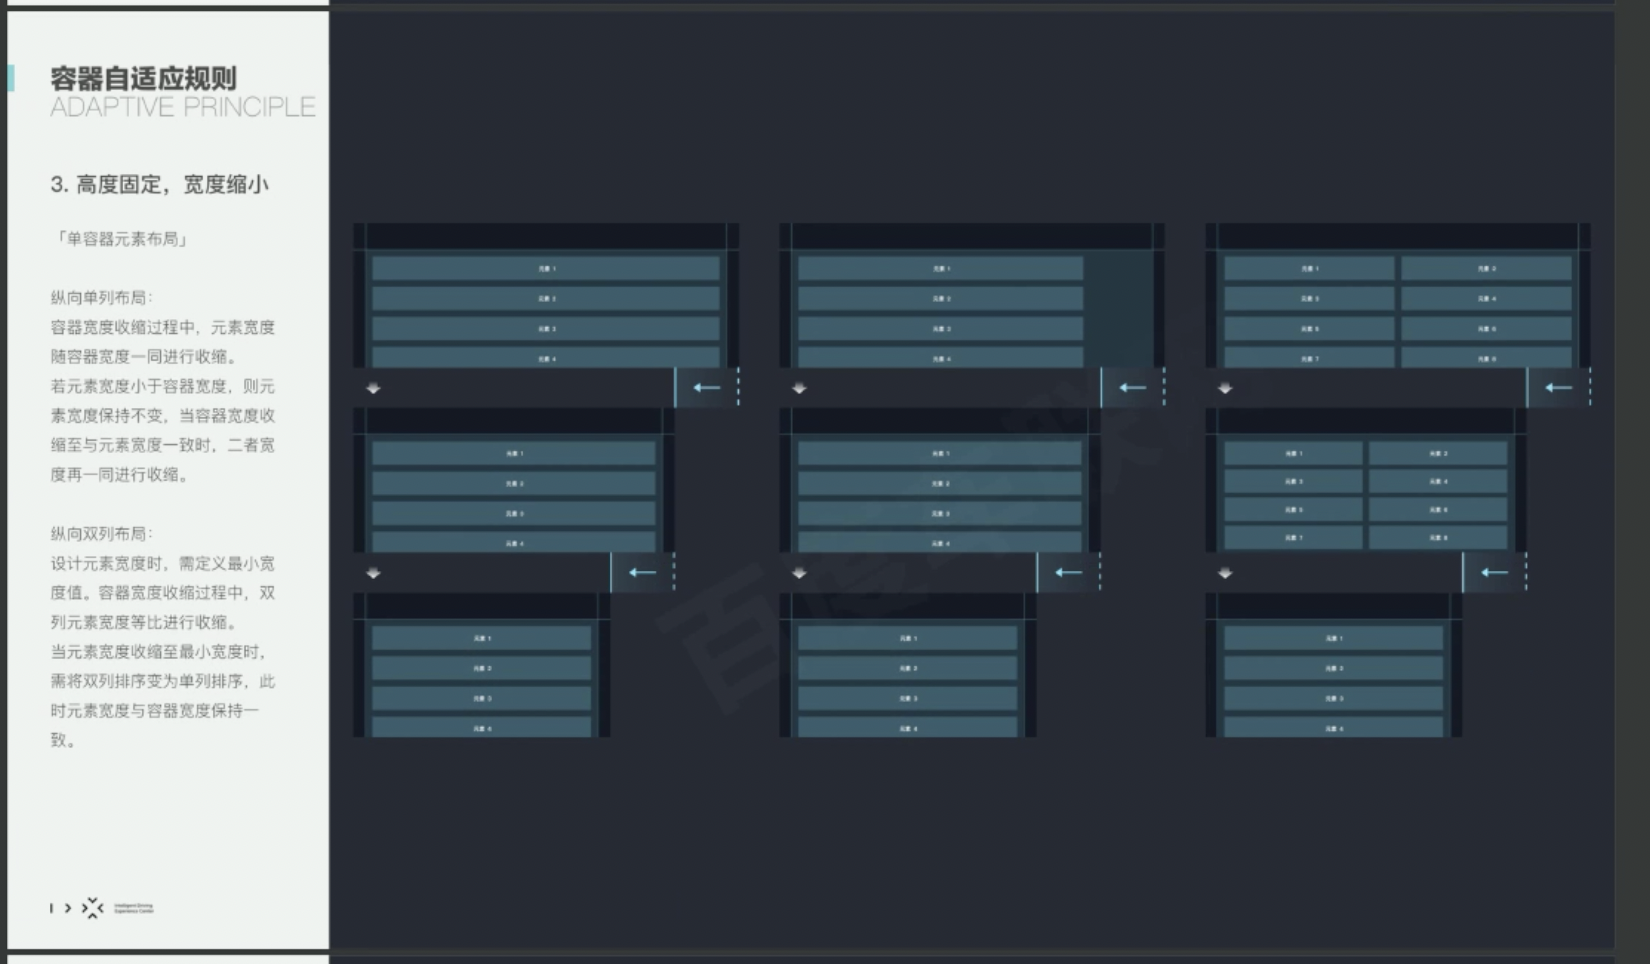 容器自适应规则
ADAPTIVE PRINCIPLE
3. 高度固定，宽度缩小
「单容器元素布局」
纵向单列布局：
容器宽度收缩过程中，元素宽度
随容器宽度一同进行收缩。
若元素宽度小于容器宽度，则元
素宽度保持不变，当容器宽度收
缩至与元素宽度一致时，二者宽
度再一同进行收缩。
纵向双列布局：
设计元素宽度时，需定义最小宽
度值。容器宽度收缩过程中，双
列元素宽度等比进行收缩。
当元素宽度收缩至最小宽度时，
需将双列排序变为单列排序，此
时元素宽度与容器宽度保持一
致。
Intelligent Driving
Experience Center
元素 1
元素 2
元素 3
元素 4
元素 1
元素 2
元素 3
元素 4
元素 1 元素 2
元素 3 元素 4
元素 5 元素 6
元素 7 元素 8
元素 1
元素 2
元素 3
元素 4
元素 1
元素 2
元素 3
元素 4
元素 1 元素 2
元素 3 元素 4
元素 5 元素 6
元素 7 元素 8
元素 1
元素 2
元素 3
元素 4
元素 1
元素 2
元素 3
元素 4
元素 1
元素 2
元素 3
元素 4